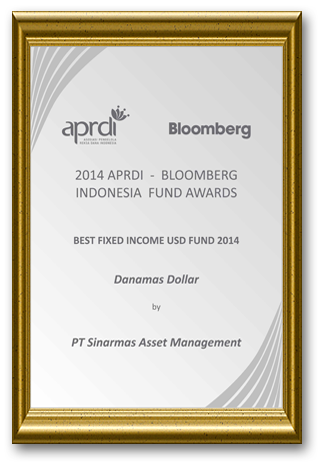 aprdi
Bloomberg
2014 APRDI - BLOOMBERG
INDONESIA FUND AWARDS
BEST FIXED INCOME USD FUND 2014
Danamas Dollar
by
PT Sinarmas Asset Management